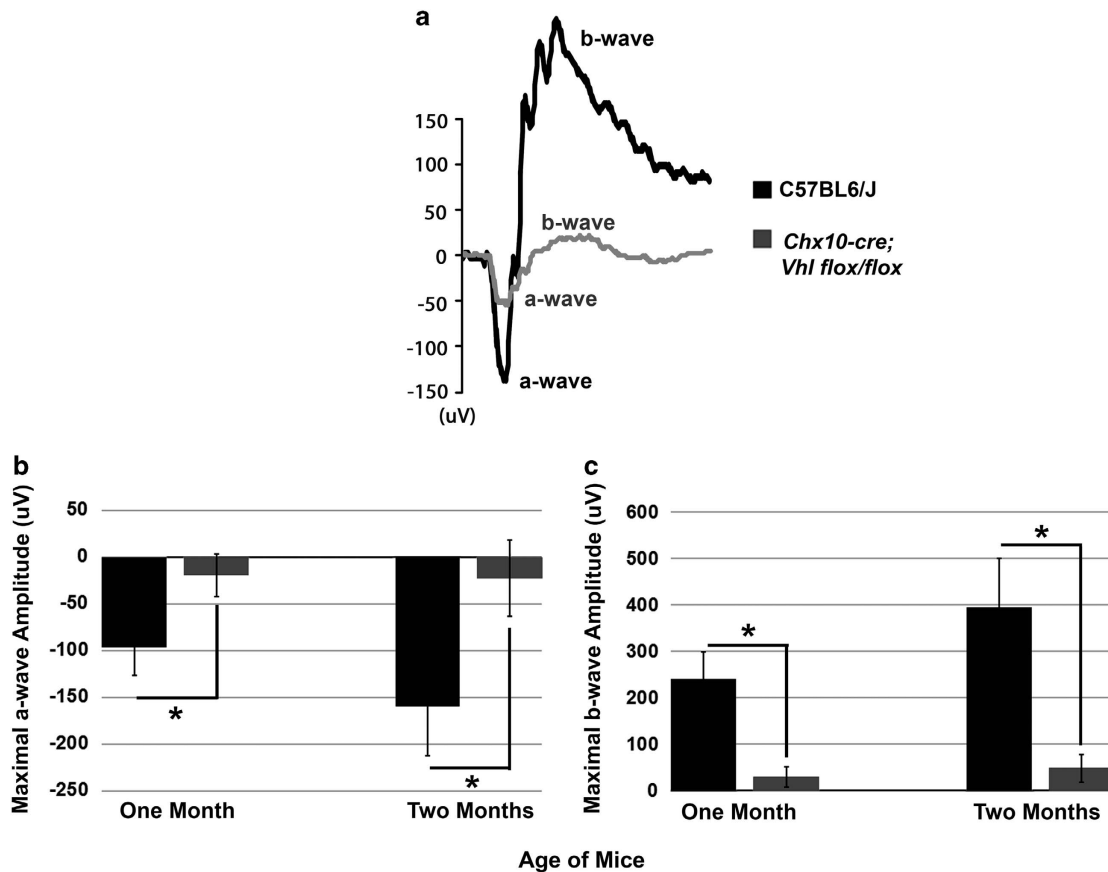 a
b-wave
150
100
50
0
-50
-100
-150
(uV)
b-wave
a-wave
a-wave
C57BL6/J
Chx10-cre;
Vhl flox/flox
b
Maximal a-wave Amplitude (uV)
50
0
-50
-100
-150
-200
-250
*
*
One Month
Two Months
c
Maximal b-wave Amplitude (uV)
600
500
400
300
200
100
0
*
*
One Month
Two Months
Age of Mice